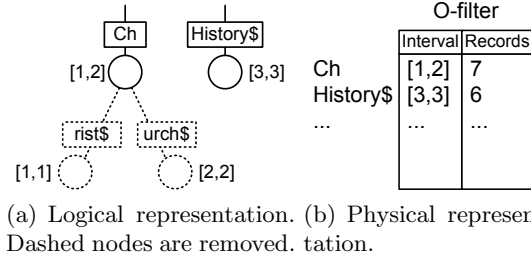 Ch
History$
[1,2]
[3,3]
rist$
urch$
[1,1]
[2,2]
O-filter
Interval Records
Ch [1,2] 7
History$ [3,3] 6
... ... ...
(a) Logical representation. (b) Physical represen
Dashed nodes are removed. tation.